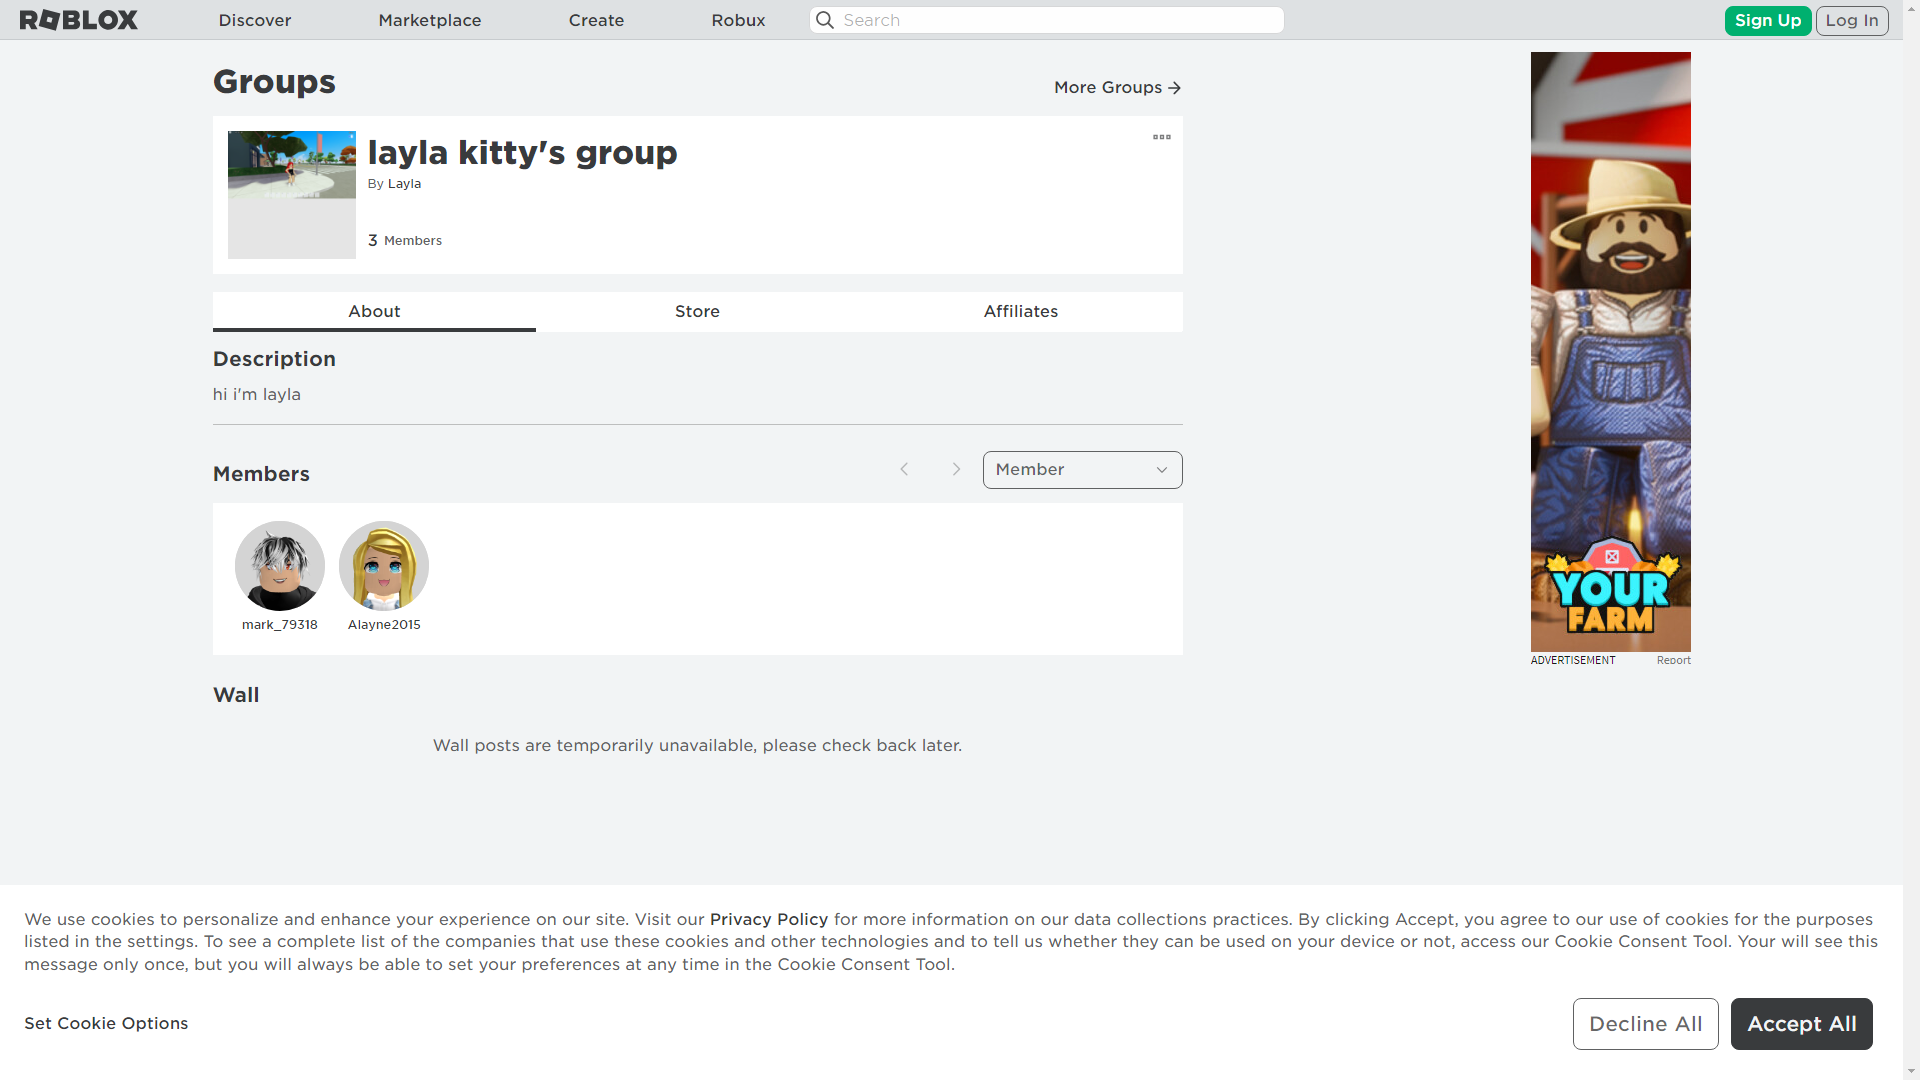 ROBLOX
Discover
Marketplace
Create
Robux
Search
Sign Up
Log In
Groups
More Groups
layla kitty's group
By Layla
3 Members
About
Store
Affiliates
Description
hi i'm layla
Members
Member
mark_79318
Alayne2015
Wall
Wall posts are temporarily unavailable, please check back later.
YOUR
FARM
ADVERTISEMENT
Report
We use cookies to personalize and enhance your experience on our site. Visit our Privacy Policy for more information on our data collections practices. By clicking Accept, you agree to our use of cookies for the purposes
listed in the settings. To see a complete list of the companies that use these cookies and other technologies and to tell us whether they can be used on your device or not, access our Cookie Consent Tool. Your will see this
message only once, but you will always be able to set your preferences at any time in the Cookie Consent Tool.
Set Cookie Options
Decline All
Accept All